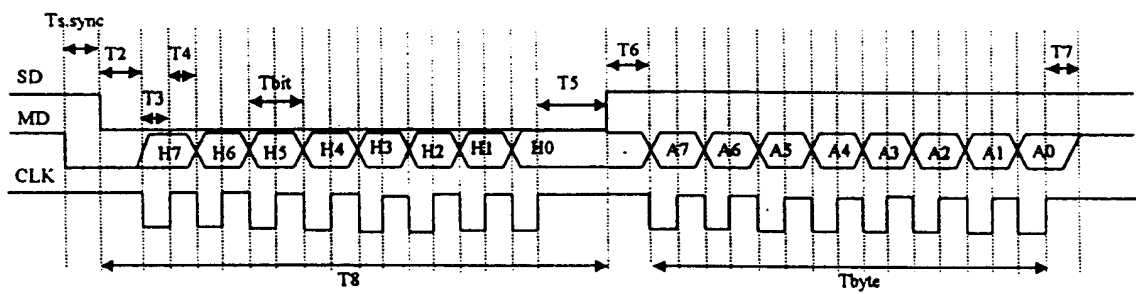 Ts.sync
T2 T4 T6 T7
SD Tbit T5
T3
MD
H7 H6 H5 H4 H3 H2 H1 H0 A7 A6 A5 A4 A3 A2 A1 A0
CLK
T8 Tbyte